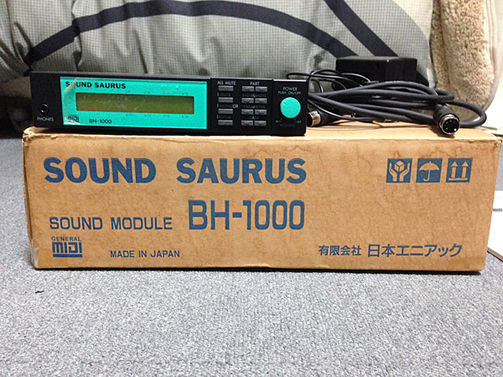 SOUND SAURUS
ALL MUTE
PART
POWER
PUSH ON/OFF
PHONES
midi
BH-1000
SOUND SAURUS
SOUND MODULE BH-1000
GENERAL
midi
MADE IN JAPAN
有限会社 日本エニアック